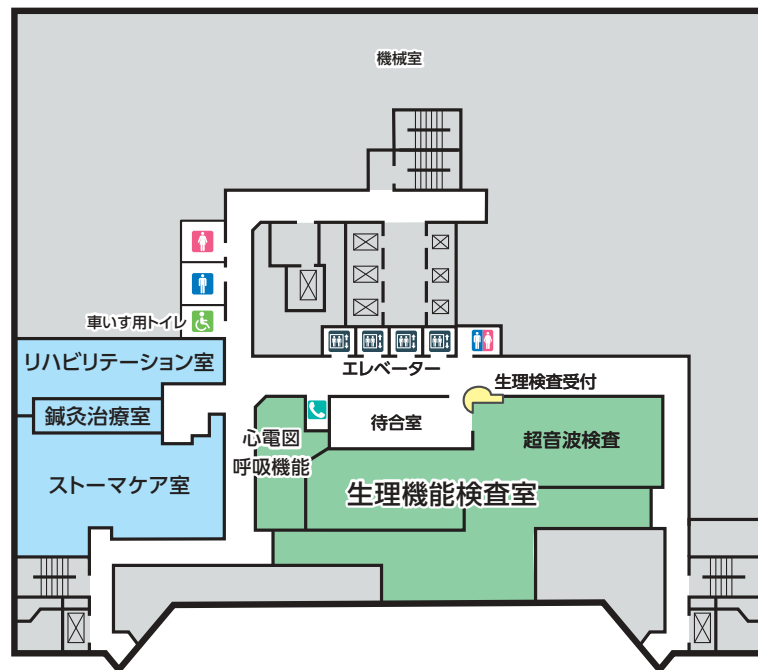 機械室
車いす用トイレ
リハビリテーション室
エレベーター
生理検査受付
鍼灸治療室
待合室
心電図
呼吸機能
超音波検査
ストーマケア室
生理機能検査室